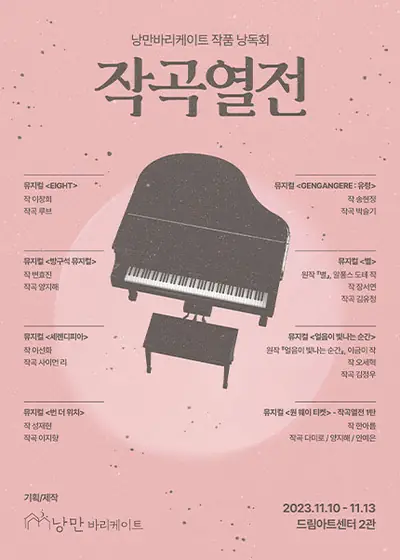 낭만바리케이트 작품 낭독회
작곡열전
뮤지컬 <EIGHT>
작 이정희
작곡 루브
뮤지컬 <방구석 뮤지컬>
작 변효진
작곡 양지해
뮤지컬 <세렌디피아>
작 이선화
작곡 사이먼 리
뮤지컬 <번 더 위치>
작 성재현
작곡 이지향
뮤지컬 <GENGANGERE : 유령>
작 송현정
작곡 박슬기
뮤지컬 <별>
원작 『별』, 알퐁스 도데 작
작 장서연
작곡 김유정
뮤지컬 <얼음이 빛나는 순간>
원작 『얼음이 빛나는 순간』, 이금이 작
작 오세혁
작곡 김정우
뮤지컬 <원 웨이 티켓> - 작곡열전 1탄
작 한아름
작곡 다미로 / 양지해 / 안예은
기획/제작
낭만 바리케이트
2023.11.10 - 11.13
드림아트센터 2관